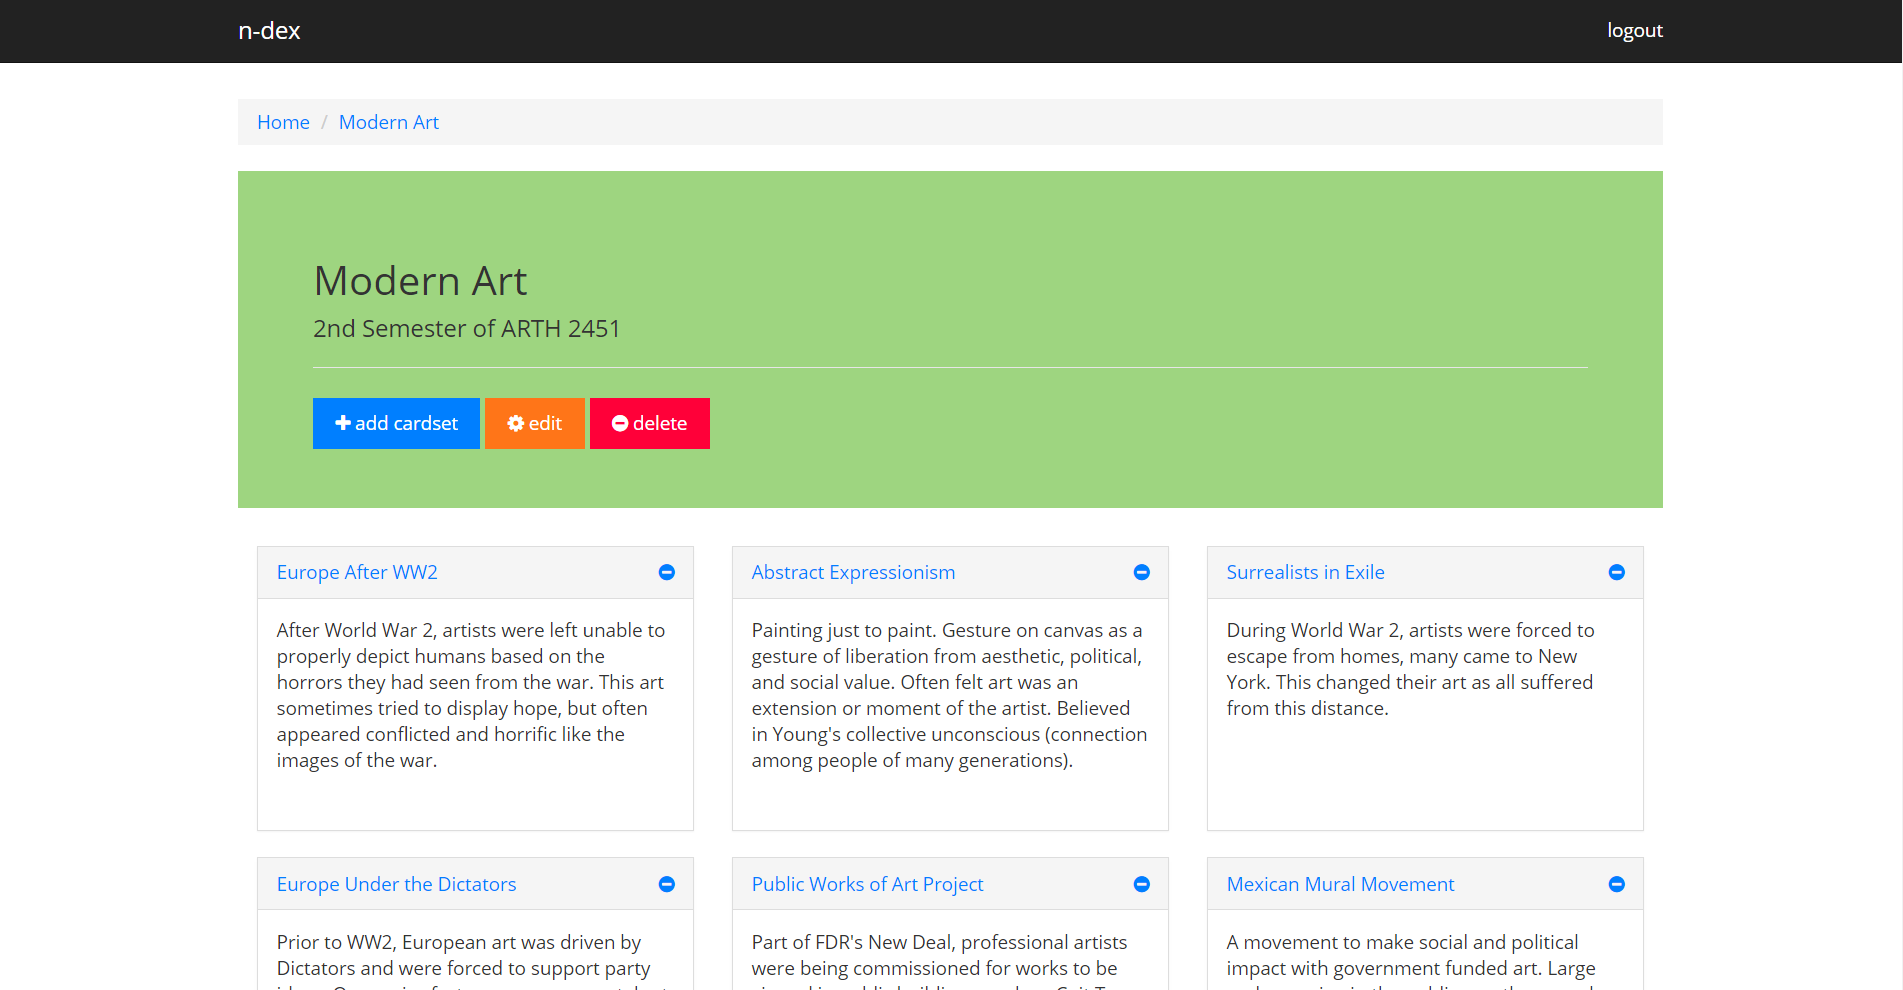 n-dex
logout
Home / Modern Art
Modern Art
2nd Semester of ARTH 2451
add cardset
edit
delete
Europe After WW2
After World War 2, artists were left unable to
properly depict humans based on the
horrors they had seen from the war. This art
sometimes tried to display hope, but often
appeared conflicted and horrific like the
images of the war.
Abstract Expressionism
Painting just to paint. Gesture on canvas as a
gesture of liberation from aesthetic, political,
and social value. Often felt art was an
extension or moment of the artist. Believed
in Young's collective unconscious (connection
among people of many generations).
Surrealists in Exile
During World War 2, artists were forced to
escape from homes, many came to New
York. This changed their art as all suffered
from this distance.
Europe Under the Dictators
Prior to WW2, European art was driven by
Dictators and were forced to support party
Public Works of Art Project
Part of FDR's New Deal, professional artists
were being commissioned for works to be
Mexican Mural Movement
A movement to make social and political
impact with government funded art. Large